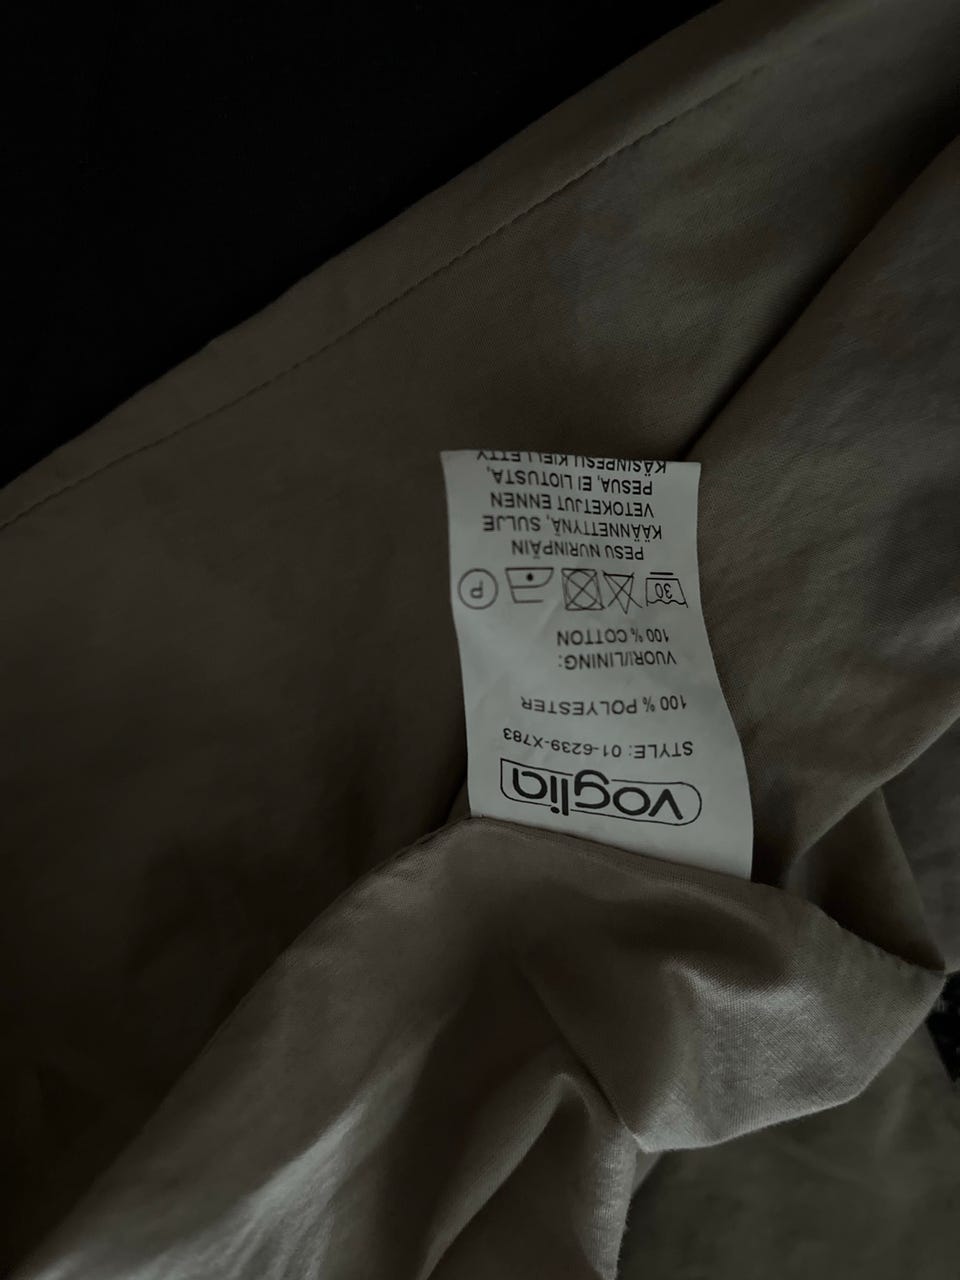 voglia
STYLE: 01-6239-X783
100 % POLYESTER
VUORI/LINING:
100 % COTTON
30 P
PESU NURINPÄIN
KÄÄNNETTYNÄ, SULJE
VETOKETJUT ENNEN
PESUA, EI LIOTUSTA,
KÄSINPESU KIELLETTY